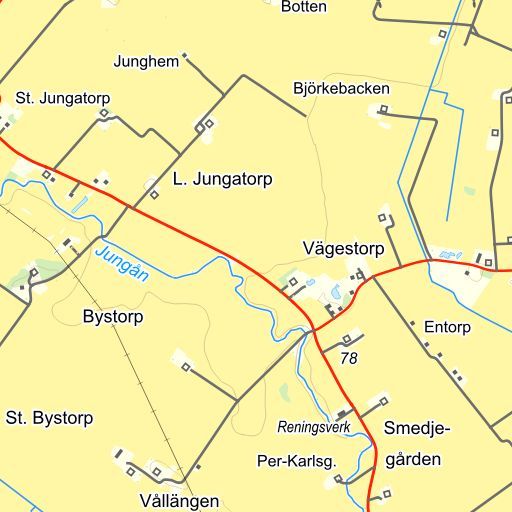 Botten
Junghem
Björkebacken
St. Jungatorp
L. Jungatorp
Vägestorp
Jungån
Bystorp
Entorp
78
St. Bystorp
Reningsverk
Smedje-
gården
Per-Karlsg.
Vållängen